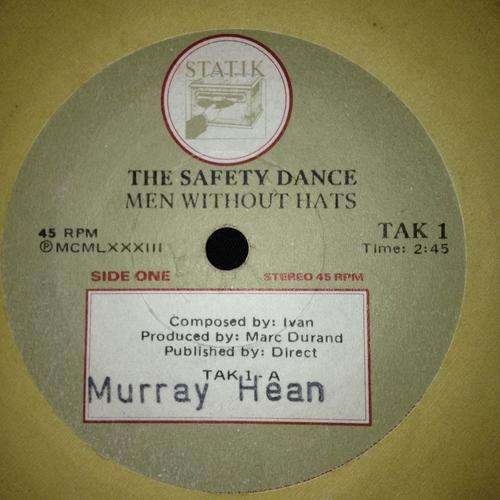 STATIK
THE SAFETY DANCE
MEN WITHOUT HATS
45 RPM
TAK 1
℗MCMLXXXIII
Time: 2:45
SIDE ONE
STEREO 45 RPM
Composed by: Ivan
Produced by: Marc Durand
Published by: Direct
TAK 1 - A
Murray Hean